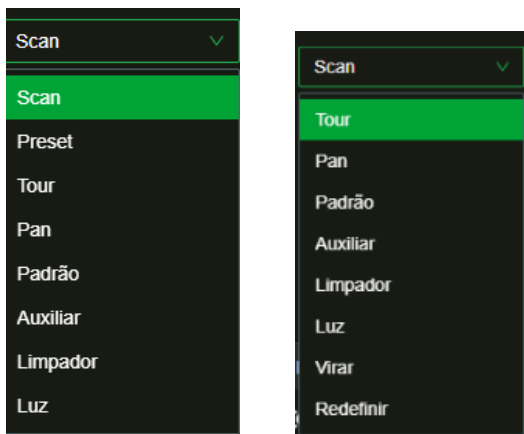 Scan
Scan
Preset
Tour
Pan
Padrão
Auxiliar
Limpador
Luz
Scan
Tour
Pan
Padrão
Auxiliar
Limpador
Luz
Virar
Redefinir